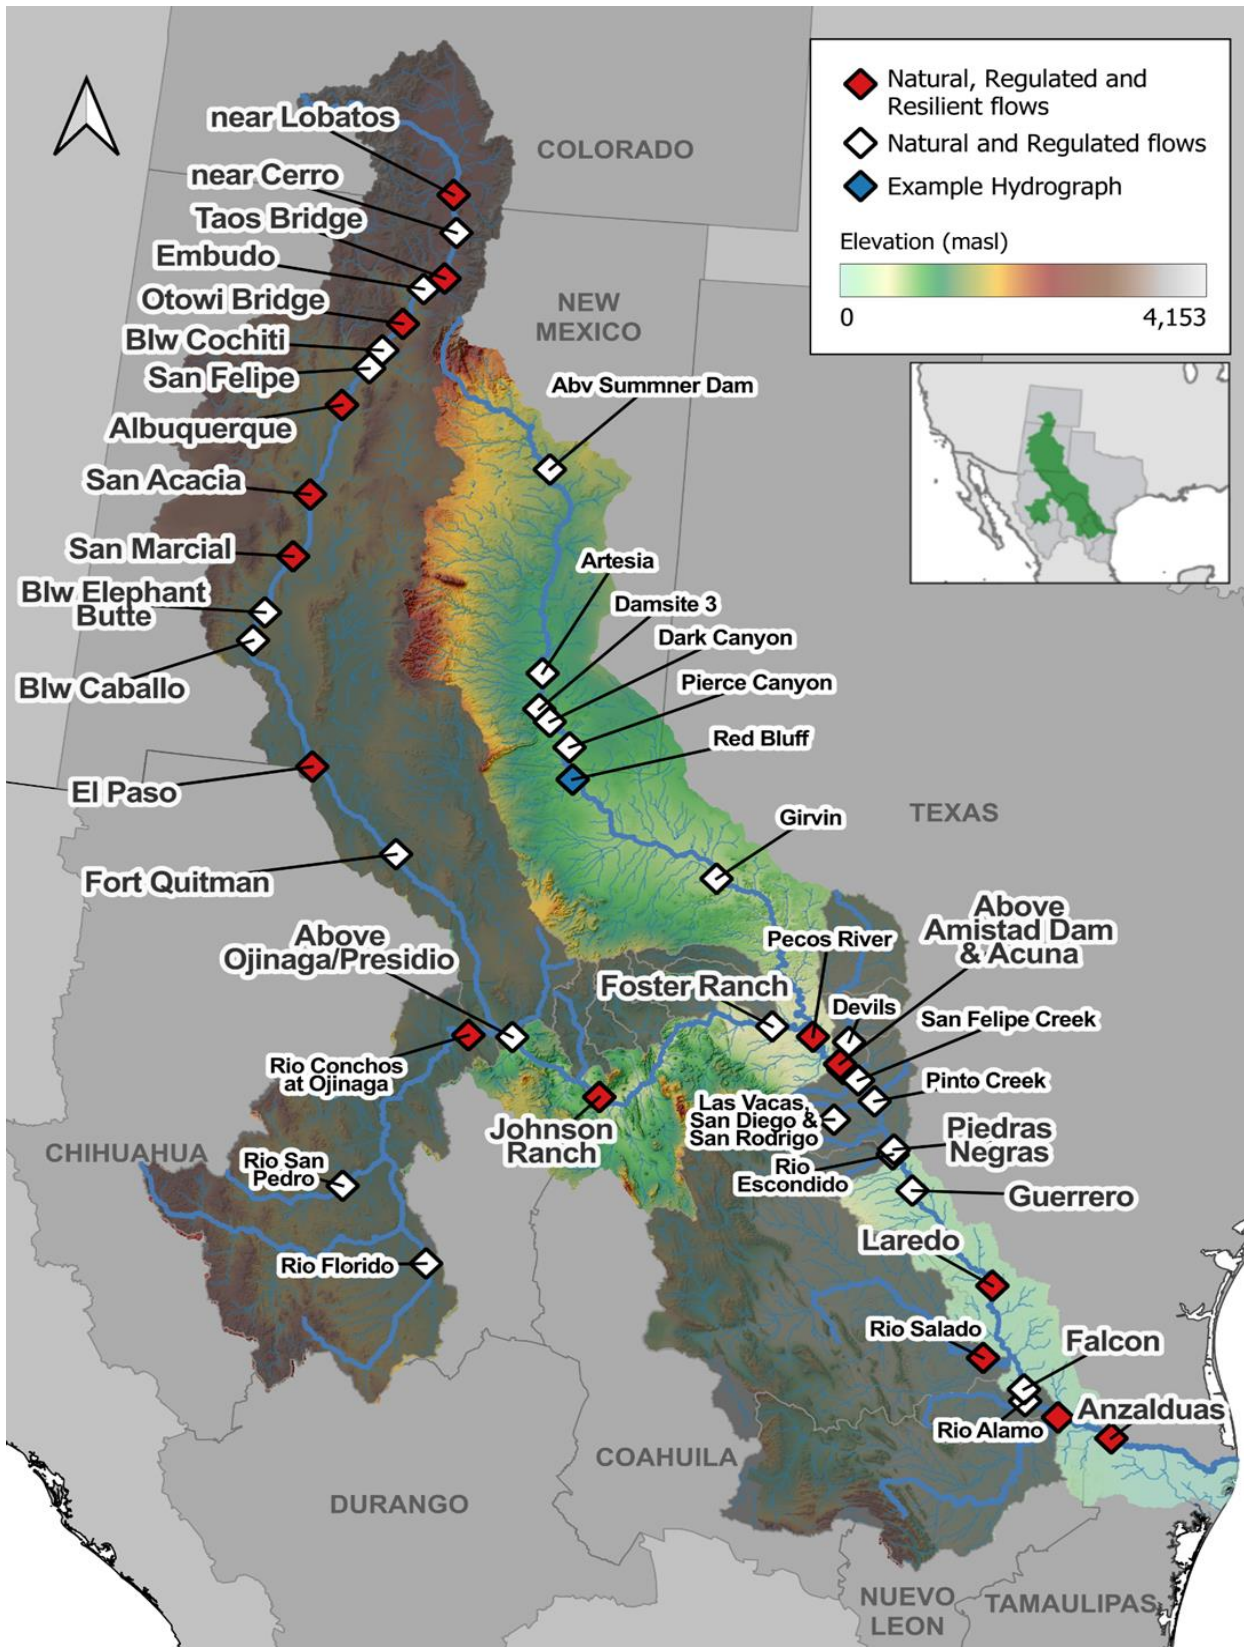 Natural, Regulated and
Resilient flows
Natural and Regulated flows
Example Hydrograph
Elevation (masl)
0
4,153
near Lobatos
COLORADO
near Cerro
Taos Bridge
Embudo
Otowi Bridge
NEW
MEXICO
Blw Cochiti
San Felipe
Abv Summner Dam
Albuquerque
San Acacia
San Marcial
Artesia
Blw Elephant
Butte
Damsite 3
Dark Canyon
Blw Caballo
Pierce Canyon
Red Bluff
El Paso
TEXAS
Girvin
Fort Quitman
Above
Ojinaga/Presidio
Above
Amistad Dam
& Acuna
Pecos River
Foster Ranch
Devils
San Felipe Creek
Rio Conchos
at Ojinaga
Pinto Creek
Las Vacas,
San Diego &
San Rodrigo
Johnson
Ranch
Piedras
Negras
CHIHUAHUA
Rio San
Pedro
Rio
Escondido
Guerrero
Laredo
Rio Florido
Rio Salado
Falcon
Anzalduas
Rio Alamo
COAHUILA
DURANGO
NUEVO
LEON
TAMAULIPAS